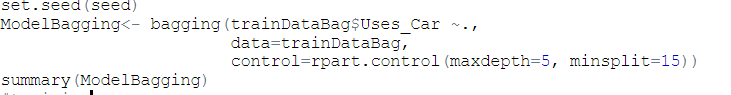 set.seed(seed)
ModelBagging<- bagging(trainDataBag$Uses_Car ~.,
data=trainDataBag,
control=rpart.control(maxdepth=5, minsplit=15))
summary(ModelBagging)